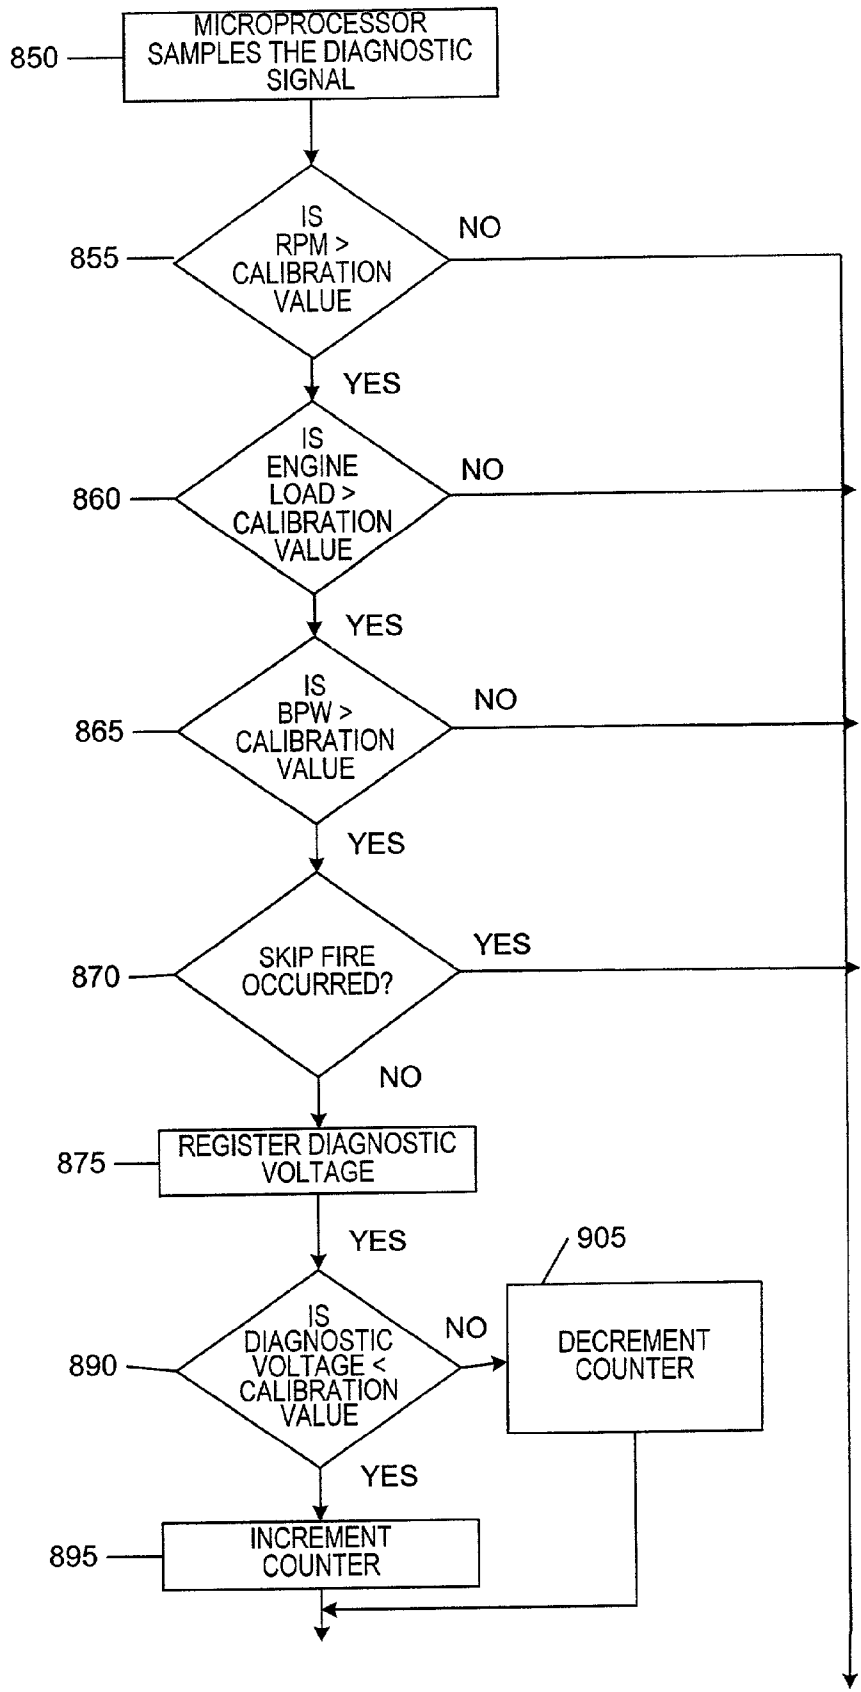 MICROPROCESSOR
SAMPLES THE DIAGNOSTIC
SIGNAL
850
IS
RPM >
CALIBRATION
VALUE
855
NO
YES
IS
ENGINE
LOAD >
CALIBRATION
VALUE
860
NO
YES
IS
BPW >
CALIBRATION
VALUE
865
NO
YES
SKIP FIRE
OCCURRED?
870
YES
NO
REGISTER DIAGNOSTIC
VOLTAGE
875
YES
905
IS
DIAGNOSTIC
VOLTAGE <
CALIBRATION
VALUE
890
NO
DECREMENT
COUNTER
YES
INCREMENT
COUNTER
895